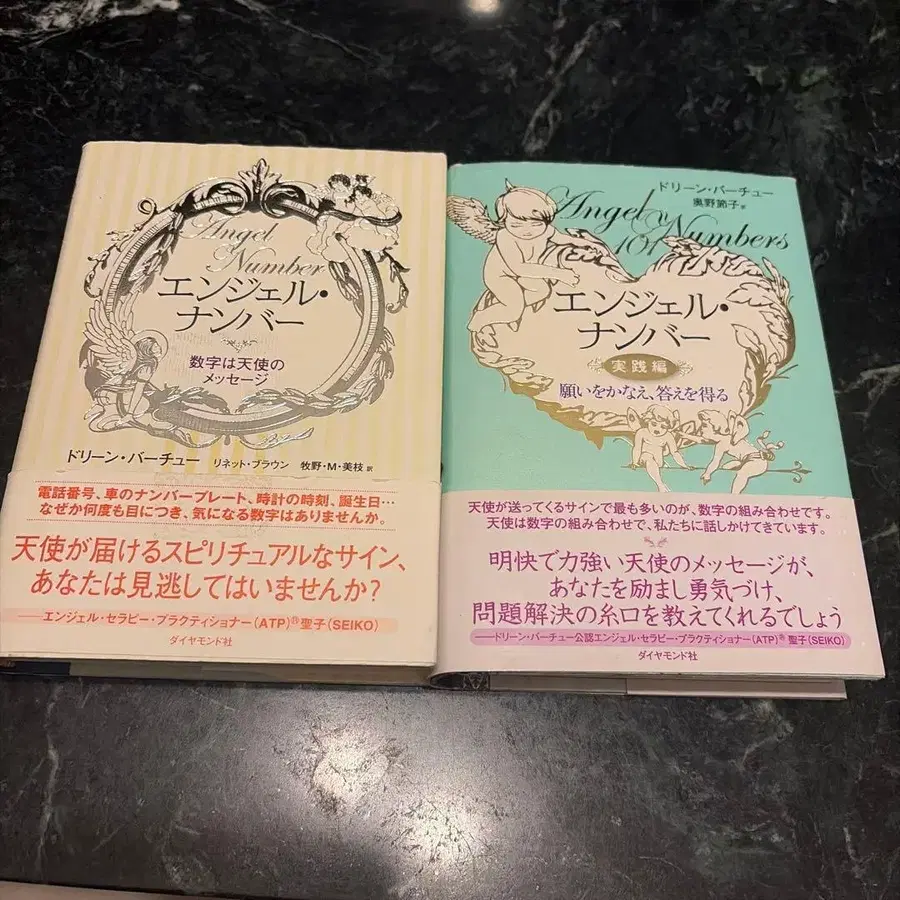 Angel
Number
エンジェル・
ナンバー
数字は天使の
メッセージ
ドリーン・バーチュー リネット・ブラウン 牧野・M・美枝 訳
電話番号、車のナンバープレート、時計の時刻、誕生日…
なぜか何度も目につき、気になる数字はありませんか。
天使が届けるスピリチュアルなサイン、
あなたは見逃してはいませんか?
——エンジェル・セラピー・プラクティショナー(ATP)®聖子(SEIKO)
ダイヤモンド社
ドリーン・バーチュー
奥野節子 訳
Angel Numbers
101
エンジェル・
ナンバー
実践編
願いをかなえ、答えを得る
天使が送ってくるサインで最も多いのが、数字の組み合わせです。
天使は数字の組み合わせで、私たちに話しかけてきています。
明快で力強い天使のメッセージが、
あなたを励まし勇気づけ、
問題解決の糸口を教えてくれるでしょう
——ドリーン・バーチュー公認エンジェル・セラピー・プラクティショナー(ATP)®聖子(SEIKO)
ダイヤモンド社